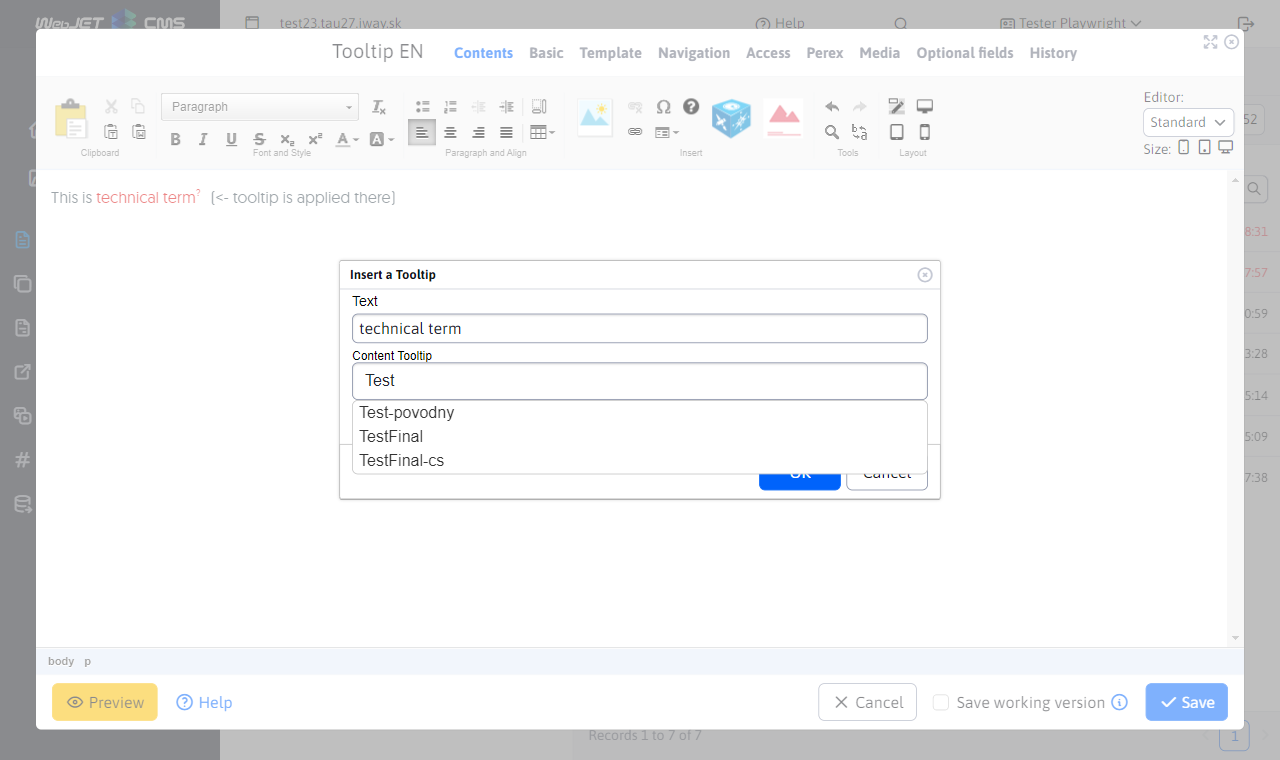 WebJET CMS
test23.tau27.iway.sk
Help
Tester Playwright
Tooltip EN
Contents Basic Template Navigation Access Perex Media Optional fields History
Paragraph
Clipboard
Font and Style
Paragraph and Align
Insert
Tools
Layout
Editor:
Standard
Size:
52
This is technical term? (<- tooltip is applied there)
8:31
7:57
0:59
3:28
5:14
5:09
7:38
Insert a Tooltip
Text
technical term
Content Tooltip
Test
Test-povodny
TestFinal
TestFinal-cs
OK
Cancel
body p
Preview
Help
Cancel
Save working version
Save
Records 1 to 7 of 7
1